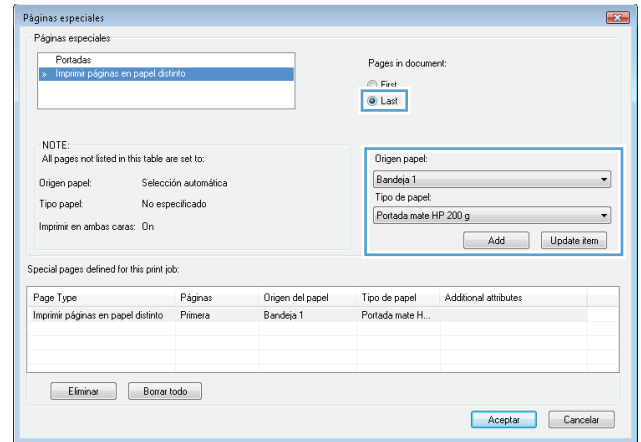 Páginas especiales
Páginas especiales
Portadas
» Imprimir páginas en papel distinto
Pages in document:
First
Last
NOTE:
All pages not listed in this table are set to:
Origen papel: Selección automática
Tipo papel: No especificado
Imprimir en ambas caras: On
Origen papel:
Bandeja 1
Tipo de papel:
Portada mate HP 200 g
Add Update item
Special pages defined for this print job:
Page Type Páginas Origen del papel Tipo de papel Additional attributes
Imprimir páginas en papel distinto Primera Bandeja 1 Portada mate H...
Eliminar Borrar todo
Aceptar Cancelar